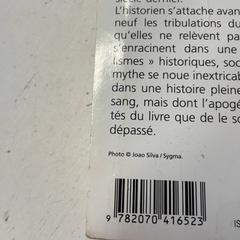 siècle dernier.
L'historien s'attache avan
neuf les tribulations du
qu'elles ne relèvent pa
s'enracinent dans une
lismes » historiques, soc
mythe se noue inextricab
dans une histoire pleine
sang, mais dont l'apogé
tés du livre que de le so
dépassé.
Photo © Joao Silva / Sygma.
IS
9 782070 416523